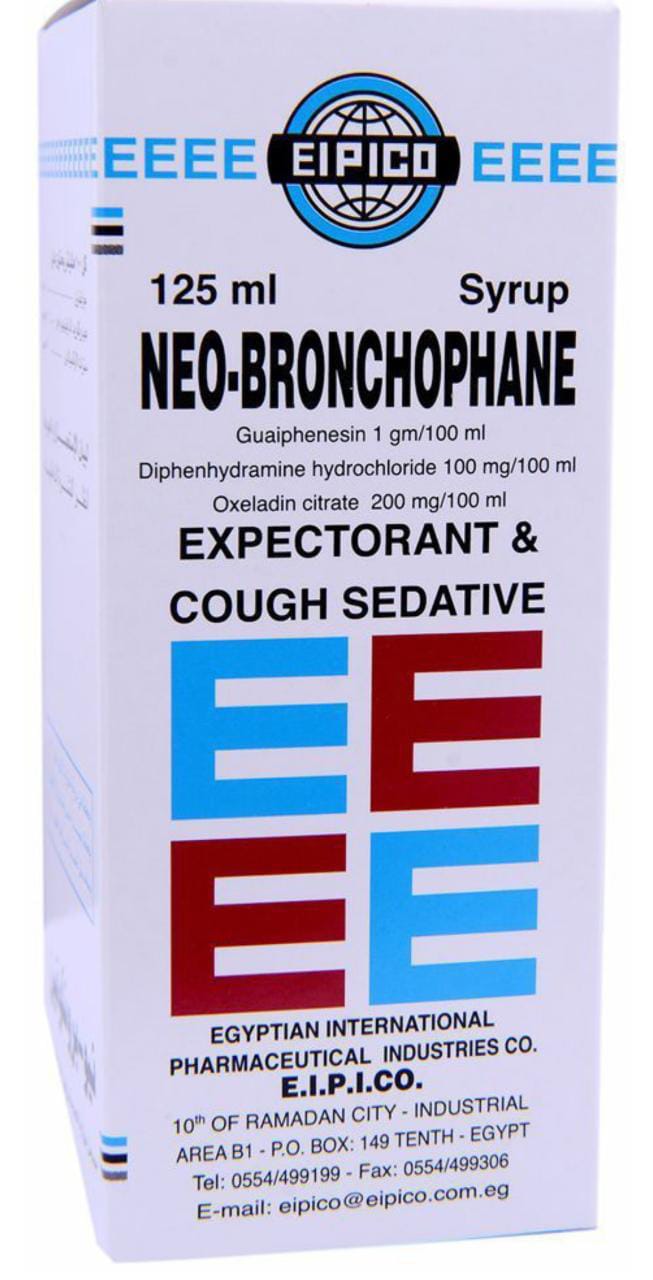 EEEE EIPICO EEEE
125 ml Syrup
NEO-BRONCHOPHANE
Guaiphenesin 1 gm/100 ml
Diphenhydramine hydrochloride 100 mg/100 ml
Oxeladin citrate 200 mg/100 ml
EXPECTORANT &
COUGH SEDATIVE
E E
E E
EGYPTIAN INTERNATIONAL
PHARMACEUTICAL INDUSTRIES CO.
E.I.P.I.CO.
10th OF RAMADAN CITY - INDUSTRIAL
AREA B1 - P.O. BOX: 149 TENTH - EGYPT
Tel: 0554/499199 - Fax: 0554/499306
E-mail: eipico@eipico.com.eg